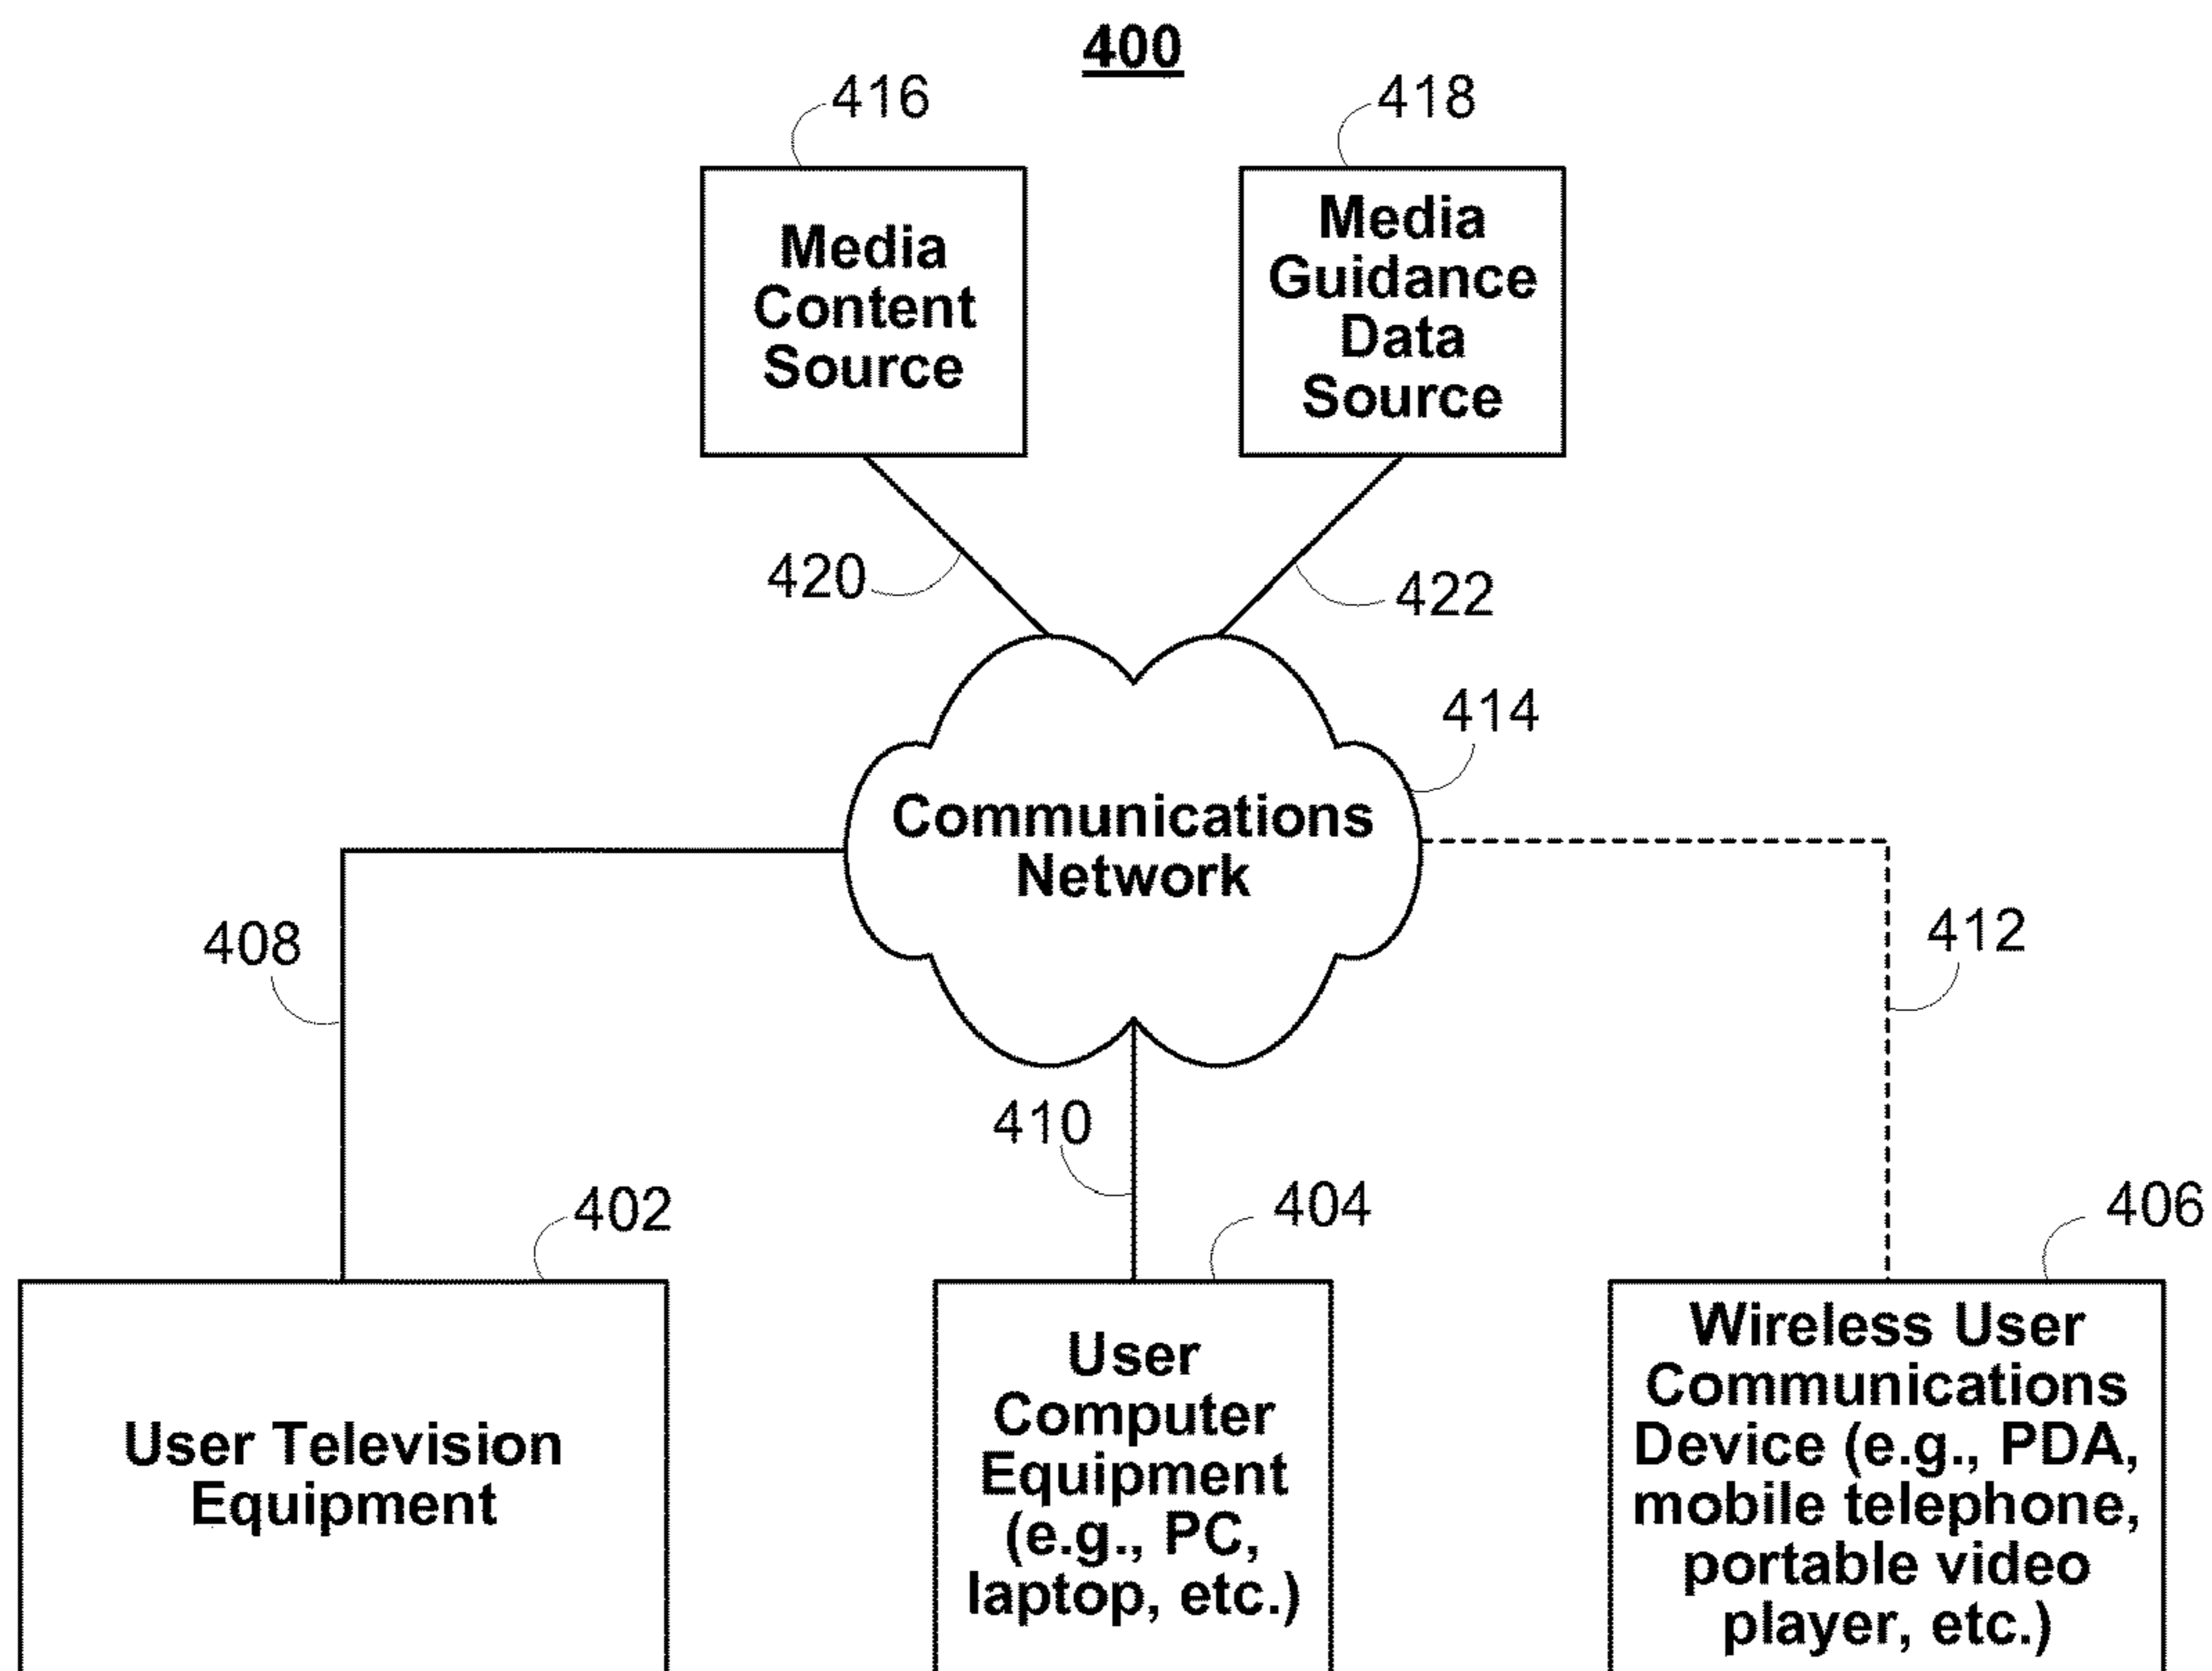 400
416
418
Media
Content
Source
Media
Guidance
Data
Source
420
422
414
Communications
Network
408
412
410
402
404
406
User Television
Equipment
User
Computer
Equipment
(e.g., PC,
laptop, etc.)
Wireless User
Communications
Device (e.g., PDA,
mobile telephone,
portable video
player, etc.)